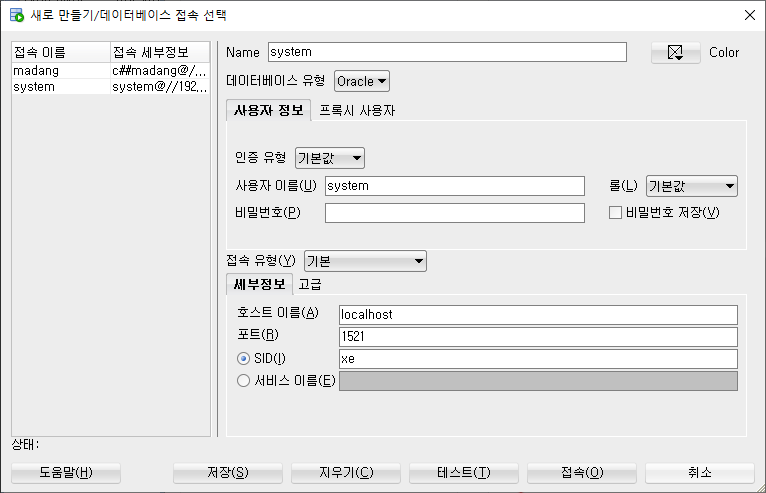 새로 만들기/데이터베이스 접속 선택
접속 이름 접속 세부정보
madang c##madang@/...
system system@//192...
Name system Color
데이터베이스 유형 Oracle
사용자 정보 프록시 사용자
인증 유형 기본값
사용자 이름(U) system 롤(L) 기본값
비밀번호(P) 비밀번호 저장(V)
접속 유형(Y) 기본
세부정보 고급
호스트 이름(A) localhost
포트(R) 1521
SID(I) xe
서비스 이름(E)
상태:
도움말(H) 저장(S) 지우기(C) 테스트(T) 접속(O) 취소